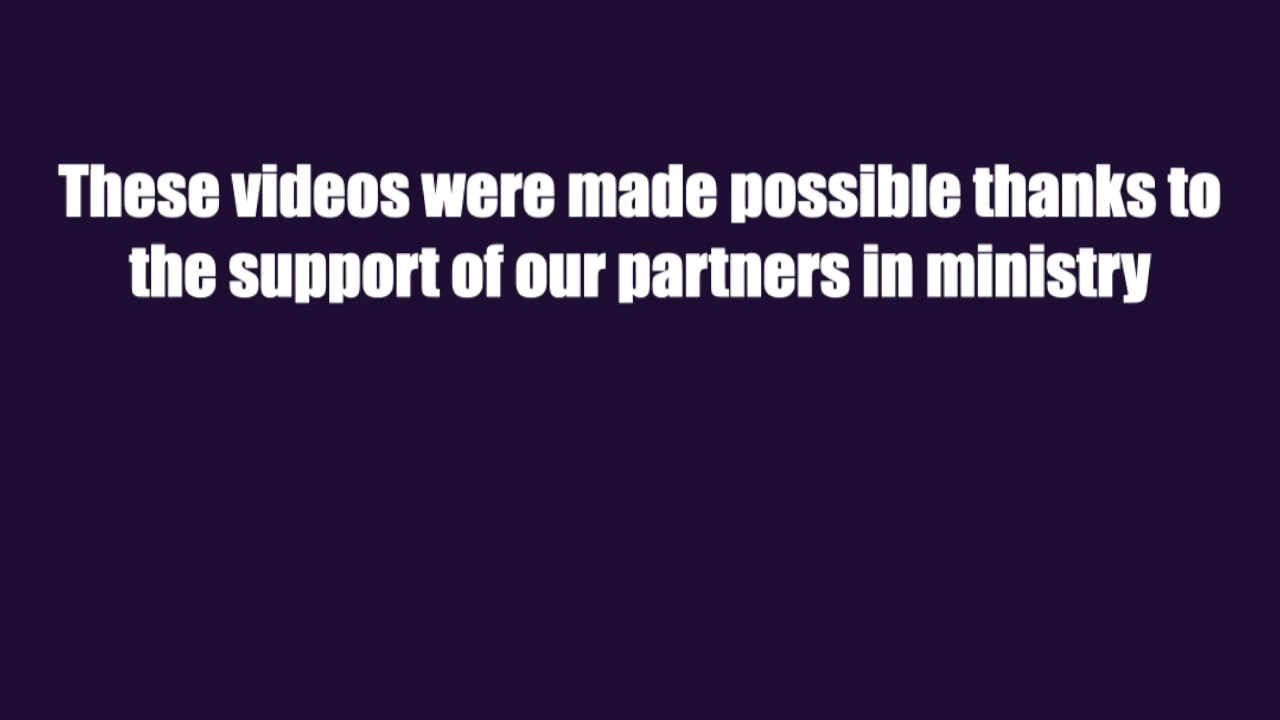 These videos were made possible thanks to
the support of our partners in ministry